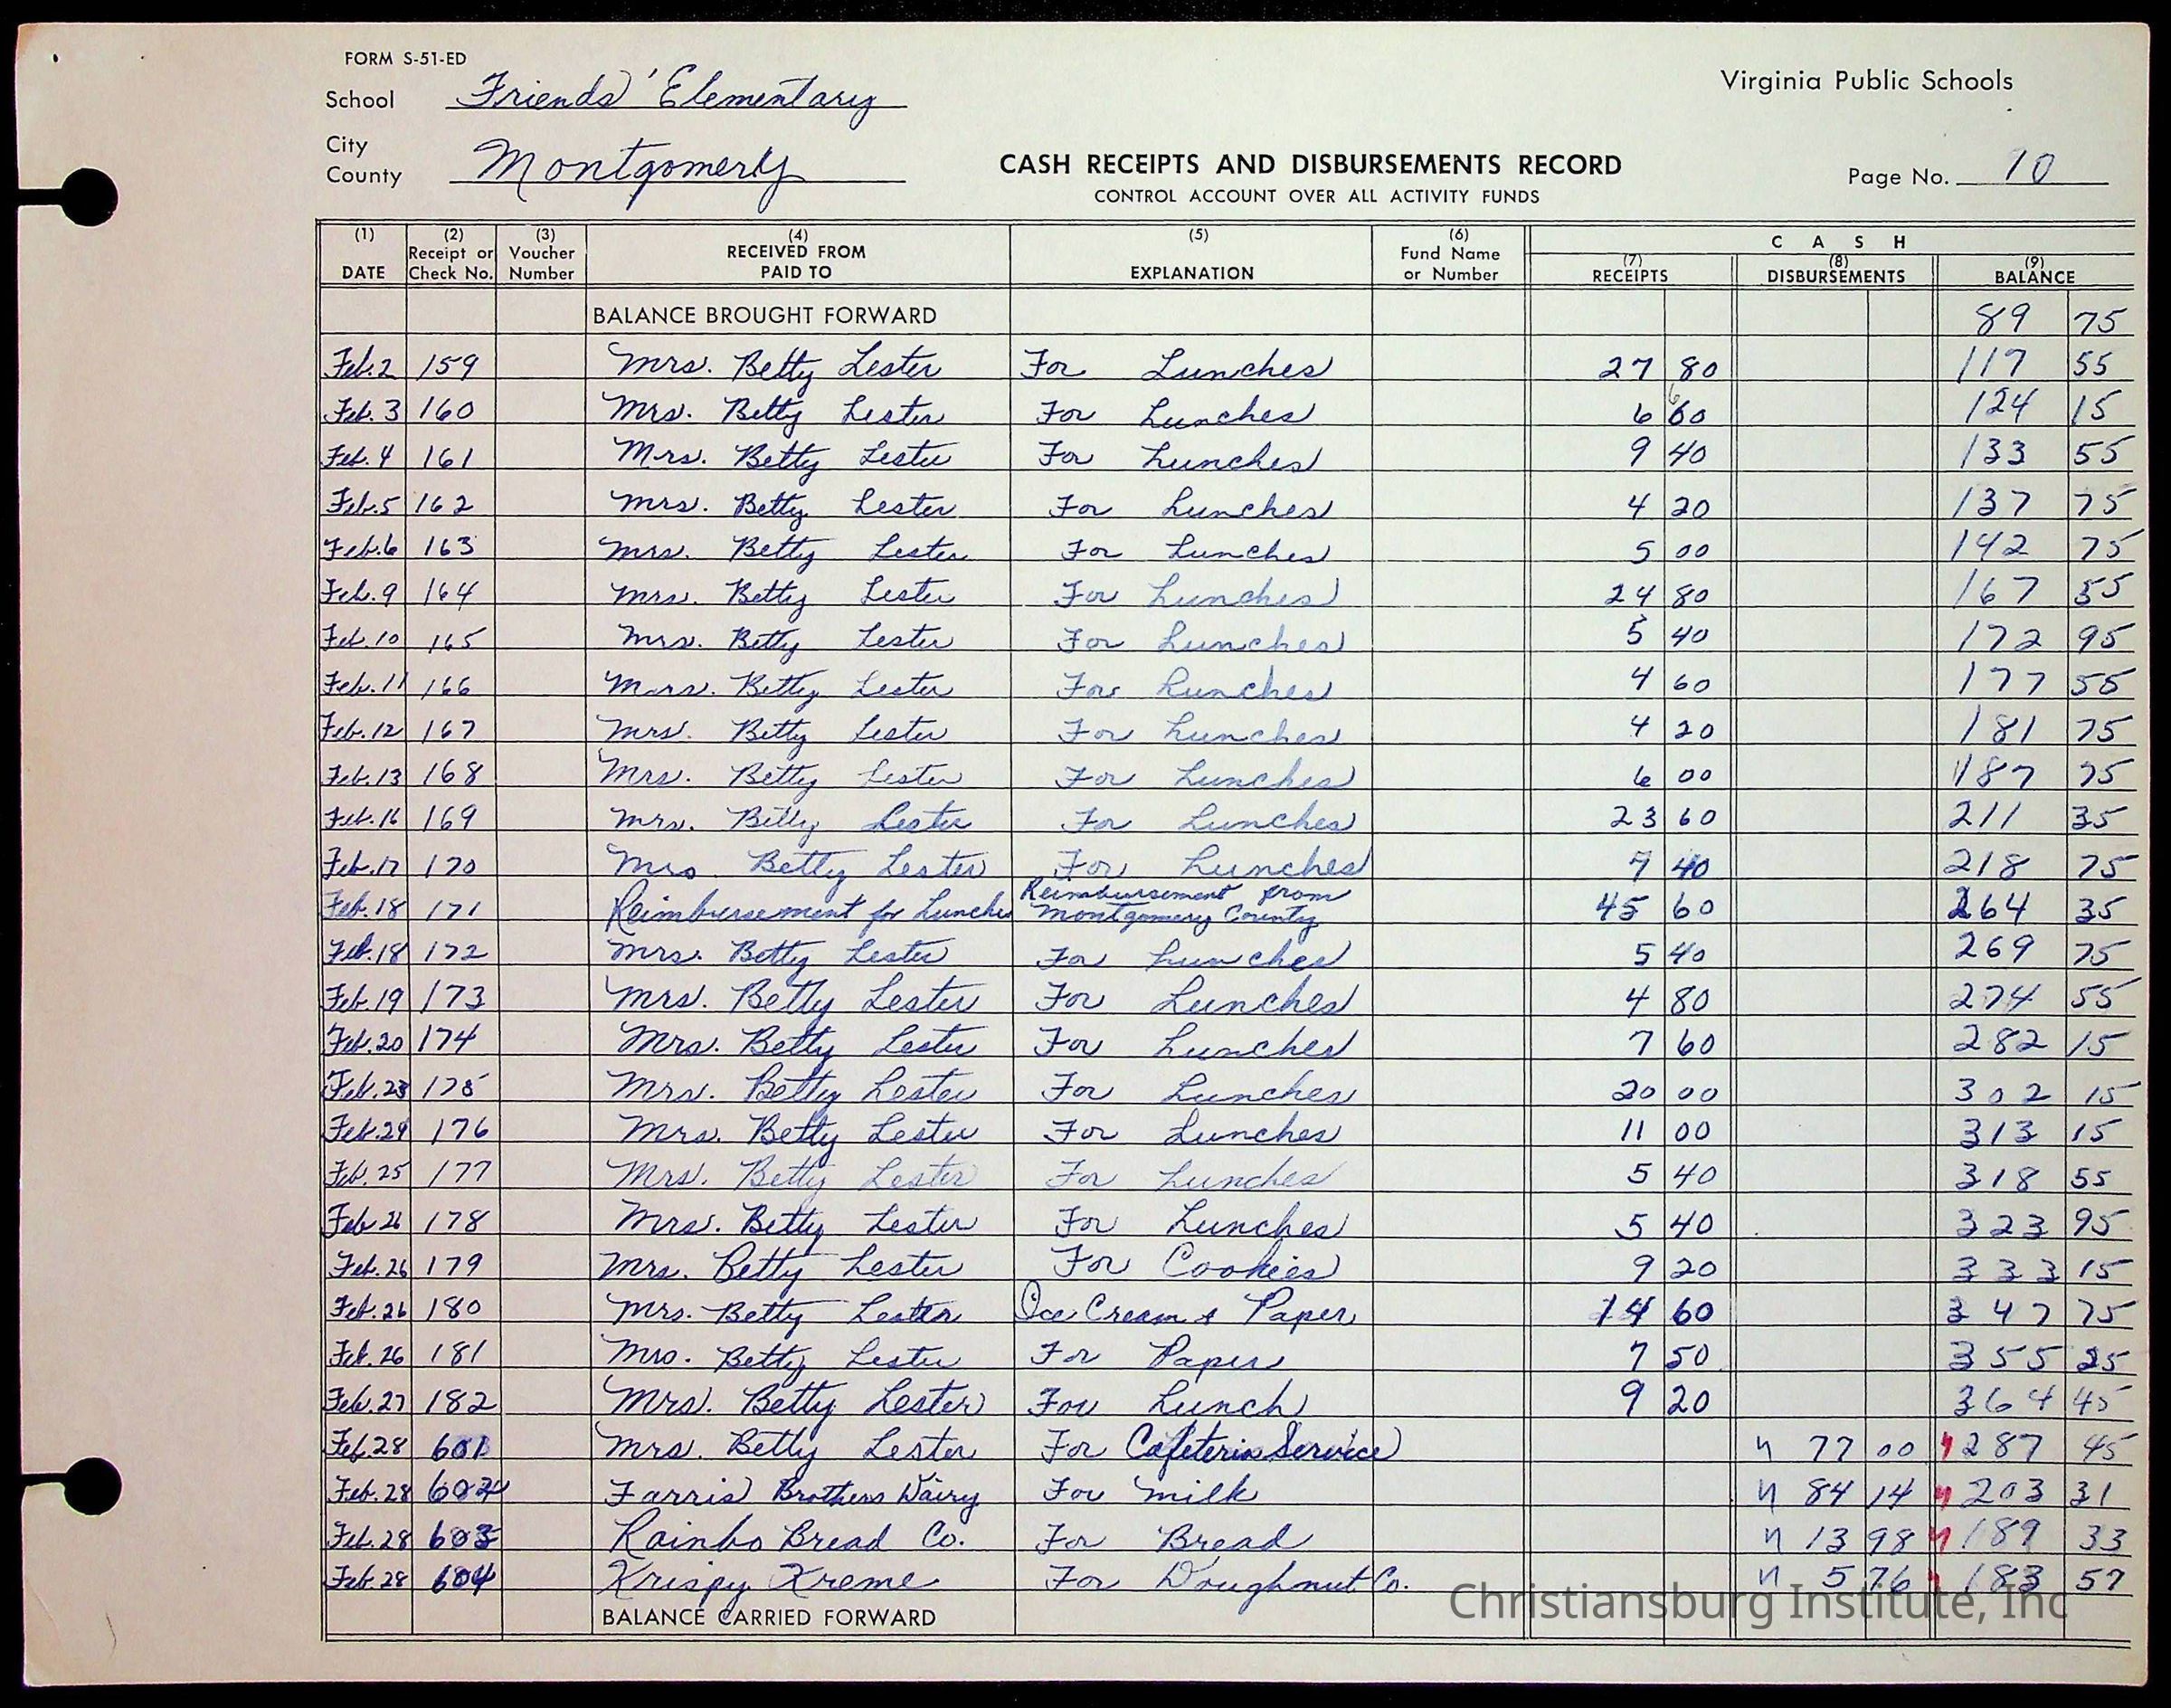 FORM S-51-ED
School Friends' Elementary
Virginia Public Schools
City
County Montgomery
CASH RECEIPTS AND DISBURSEMENTS RECORD
Page No. 10
CONTROL ACCOUNT OVER ALL ACTIVITY FUNDS
(1) DATE
(2) Receipt or Check No.
(3) Voucher Number
(4) RECEIVED FROM PAID TO
(5) EXPLANATION
(6) Fund Name or Number
C A S H
(7) RECEIPTS
(8) DISBURSEMENTS
(9) BALANCE
BALANCE BROUGHT FORWARD 89 75
Feb. 2 159 Mrs. Betty Lester For Lunches 27 80 117 55
Feb. 3 160 Mrs. Betty Lester For Lunches 6 60 124 15
Feb. 4 161 Mrs. Betty Lester For Lunches 9 40 133 55
Feb. 5 162 Mrs. Betty Lester For Lunches 4 20 137 75
Feb. 6 163 Mrs. Betty Lester For Lunches 5 00 142 75
Feb. 9 164 Mrs. Betty Lester For Lunches 24 80 167 55
Feb. 10 165 Mrs. Betty Lester For Lunches 5 40 172 95
Feb. 11 166 Mrs. Betty Lester For Lunches 4 60 177 55
Feb. 12 167 Mrs. Betty Lester For Lunches 4 20 181 75
Feb. 13 168 Mrs. Betty Lester For Lunches 6 00 187 75
Feb. 16 169 Mrs. Betty Lester For Lunches 23 60 211 35
Feb. 17 170 Mrs Betty Lester For Lunches 7 40 218 75
Feb. 18 171 Reimbursement for Lunches Reimbursement from Montgomery County 45 60 264 35
Feb. 18 172 Mrs. Betty Lester For Lunches 5 40 269 75
Feb. 19 173 Mrs. Betty Lester For Lunches 4 80 274 55
Feb. 20 174 Mrs. Betty Lester For Lunches 7 60 282 15
Feb. 23 175 Mrs. Betty Lester For Lunches 20 00 302 15
Feb. 24 176 Mrs. Betty Lester For Lunches 11 00 313 15
Feb. 25 177 Mrs. Betty Lester For Lunches 5 40 318 55
Feb 26 178 Mrs. Betty Lester For Lunches 5 40 323 95
Feb. 26 179 Mrs. Betty Lester For Cookies 9 20 333 15
Feb. 26 180 Mrs. Betty Lester Ice Cream & Paper 14 60 347 75
Feb. 26 181 Mrs. Betty Lester For Paper 7 50 355 25
Feb. 27 182 Mrs. Betty Lester For Lunch 9 20 364 45
Feb. 28 601 Mrs. Betty Lester For Cafeteria Service 77 00 287 45
Feb. 28 602 Farris Brothers Dairy For Milk 84 14 203 31
Feb. 28 603 Rainbo Bread Co. For Bread 13 98 189 33
Feb. 28 604 Krispy Kreme For Doughnut Co. 5 76 183 57
BALANCE CARRIED FORWARD
Christiansburg Institute, Inc